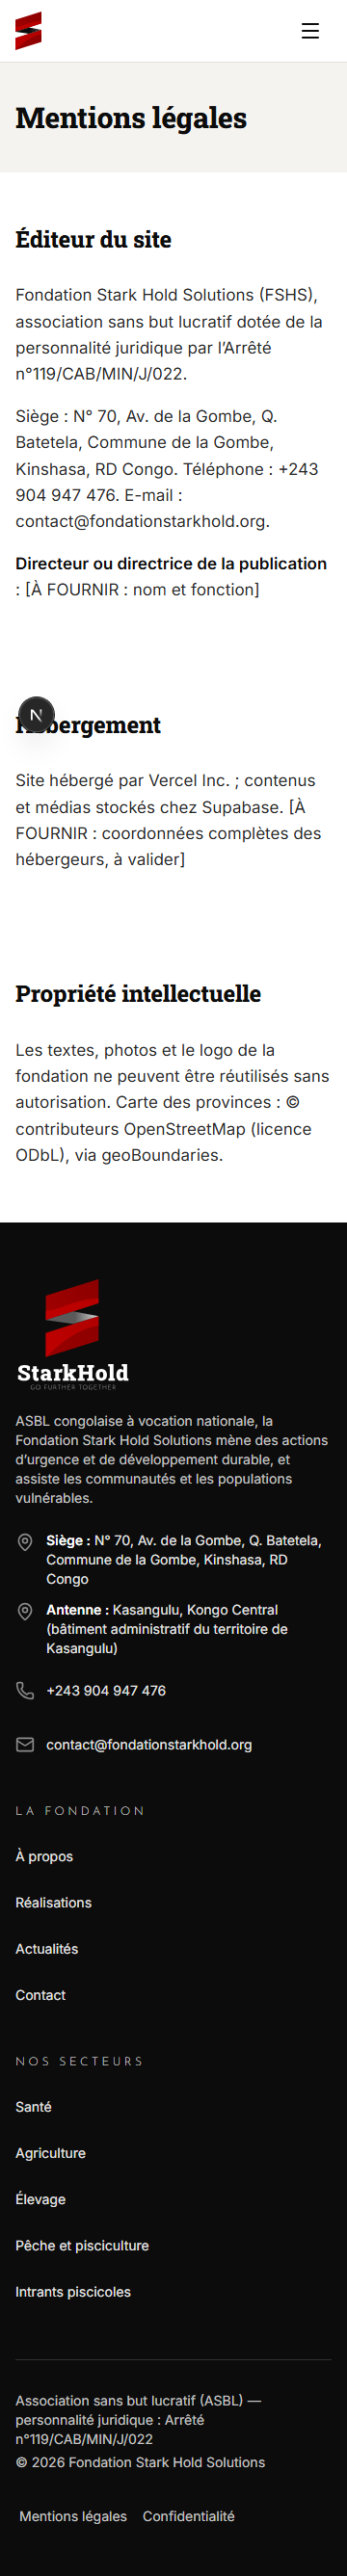 Mentions légales
Éditeur du site
Fondation Stark Hold Solutions (FSHS),
association sans but lucratif dotée de la
personnalité juridique par l’Arrêté
n°119/CAB/MIN/J/022.
Siège : N° 70, Av. de la Gombe, Q.
Batetela, Commune de la Gombe,
Kinshasa, RD Congo. Téléphone : +243
904 947 476. E-mail :
contact@fondationstarkhold.org.
Directeur ou directrice de la publication
: [À FOURNIR : nom et fonction]
N
Hébergement
Site hébergé par Vercel Inc. ; contenus
et médias stockés chez Supabase. [À
FOURNIR : coordonnées complètes des
hébergeurs, à valider]
Propriété intellectuelle
Les textes, photos et le logo de la
fondation ne peuvent être réutilisés sans
autorisation. Carte des provinces : ©
contributeurs OpenStreetMap (licence
ODbL), via geoBoundaries.
StarkHold
GO FURTHER TOGETHER
ASBL congolaise à vocation nationale, la
Fondation Stark Hold Solutions mène des actions
d’urgence et de développement durable, et
assiste les communautés et les populations
vulnérables.
Siège : N° 70, Av. de la Gombe, Q. Batetela,
Commune de la Gombe, Kinshasa, RD
Congo
Antenne : Kasangulu, Kongo Central
(bâtiment administratif du territoire de
Kasangulu)
+243 904 947 476
contact@fondationstarkhold.org
LA FONDATION
À propos
Réalisations
Actualités
Contact
NOS SECTEURS
Santé
Agriculture
Élevage
Pêche et pisciculture
Intrants piscicoles
Association sans but lucratif (ASBL) —
personnalité juridique : Arrêté
n°119/CAB/MIN/J/022
© 2026 Fondation Stark Hold Solutions
Mentions légales Confidentialité